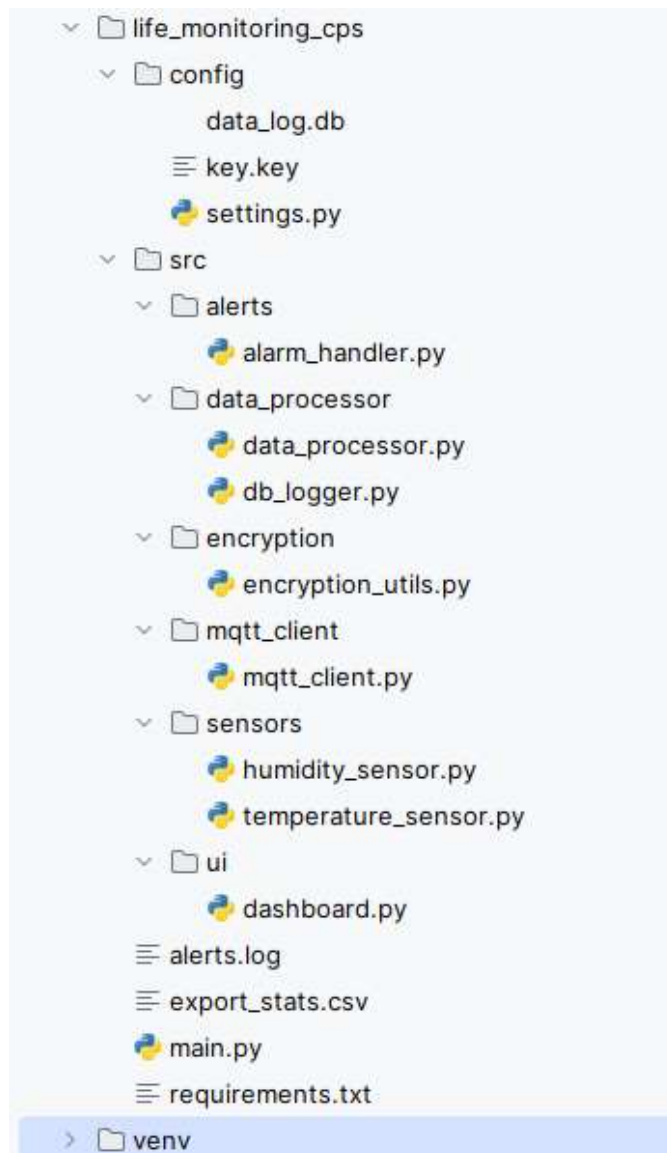 life_monitoring_cps
config
data_log.db
key.key
settings.py
src
alerts
alarm_handler.py
data_processor
data_processor.py
db_logger.py
encryption
encryption_utils.py
mqtt_client
mqtt_client.py
sensors
humidity_sensor.py
temperature_sensor.py
ui
dashboard.py
alerts.log
export_stats.csv
main.py
requirements.txt
venv